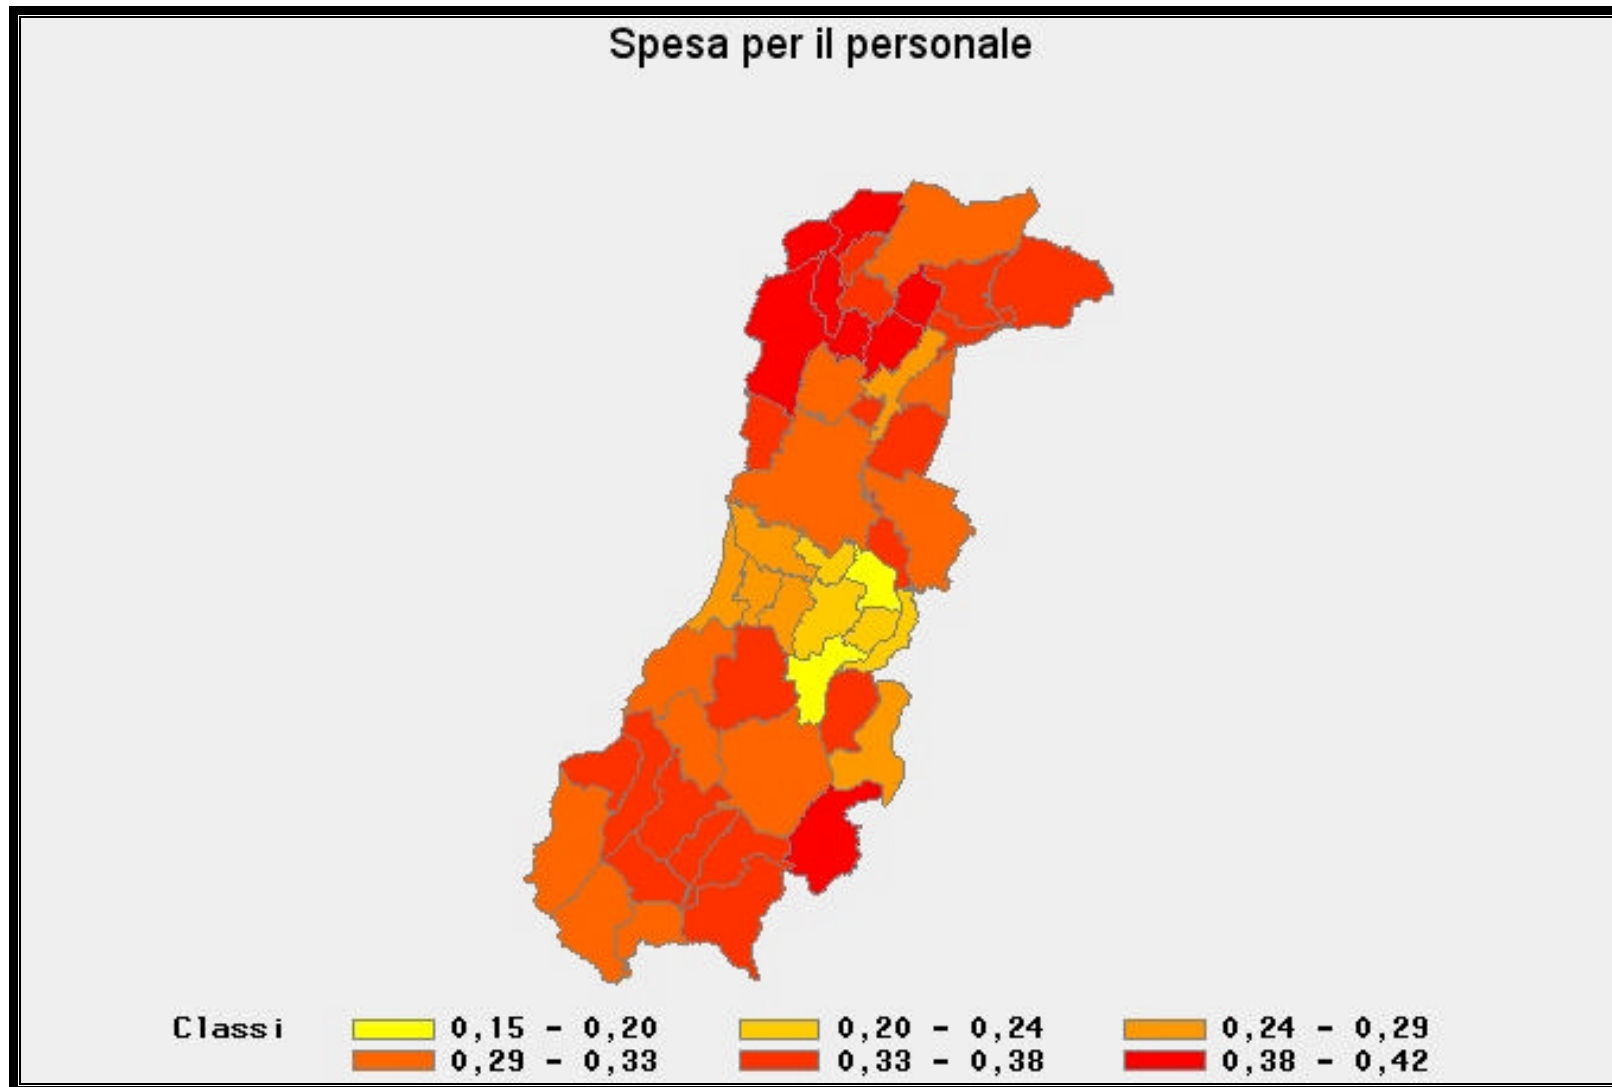 Spesa per il personale
Classi 0,15 - 0,20 0,20 - 0,24 0,24 - 0,29
0,29 - 0,33 0,33 - 0,38 0,38 - 0,42